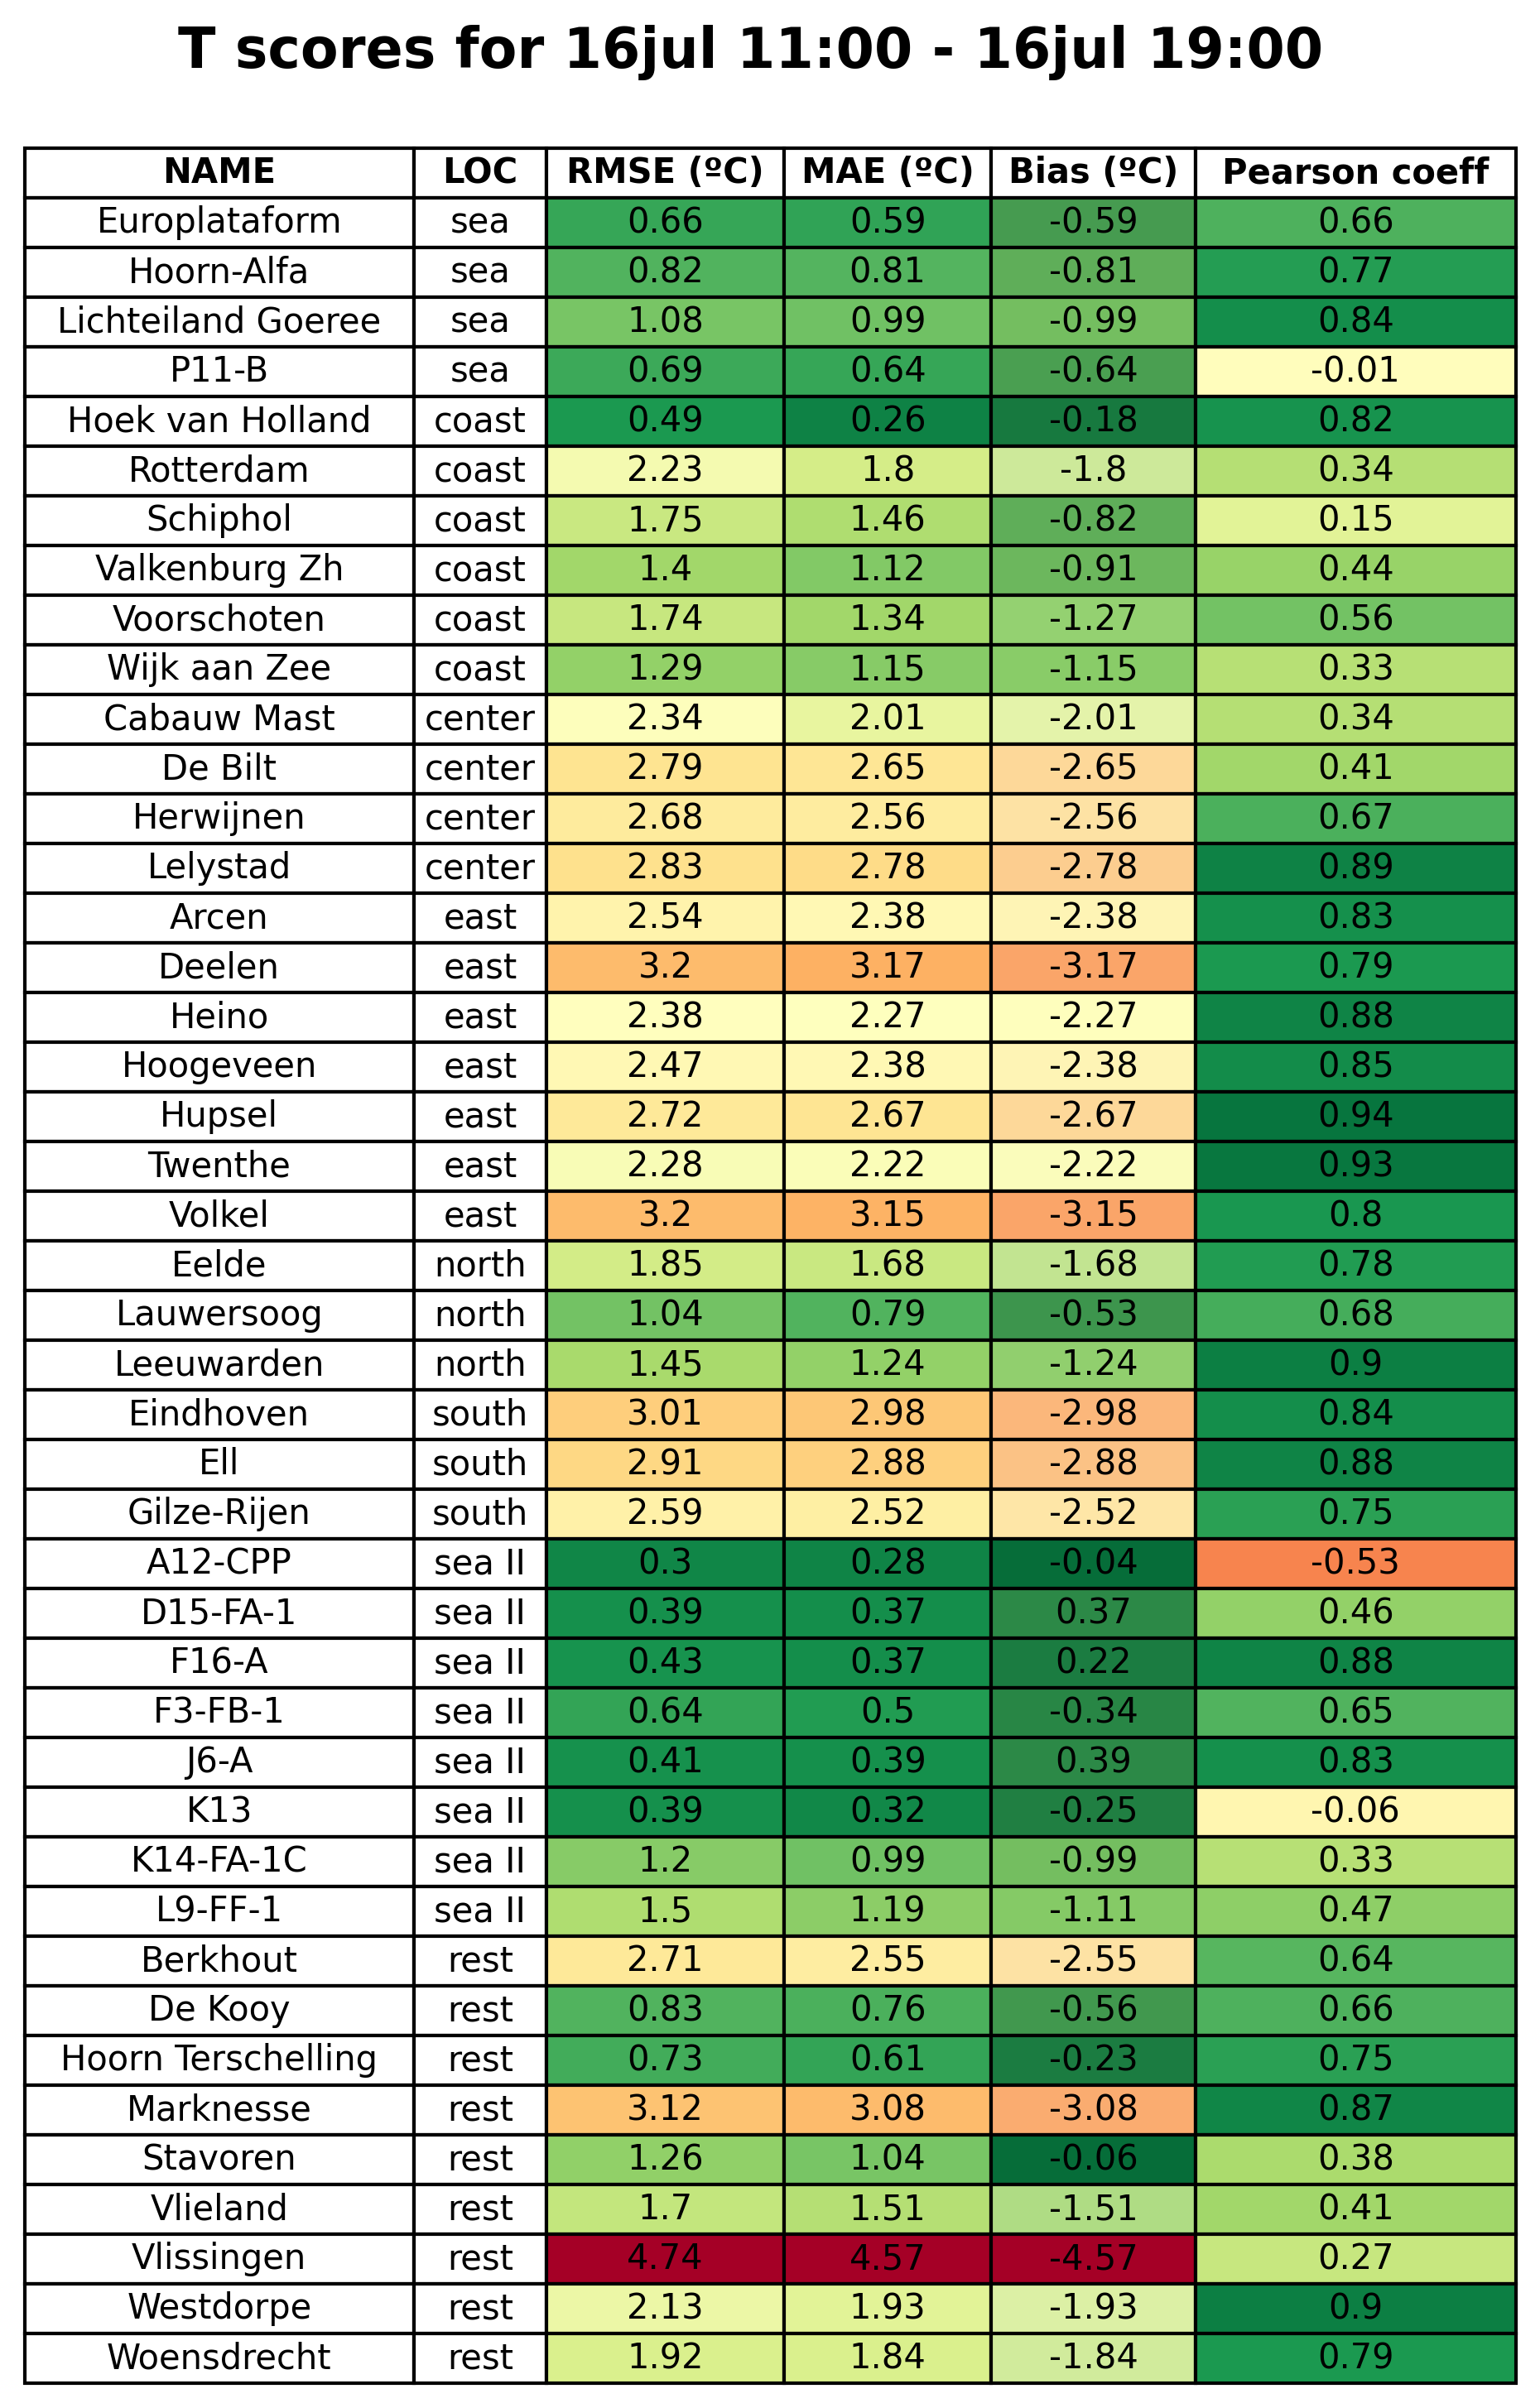 T scores for 16jul 11:00 - 16jul 19:00
NAME LOC RMSE (ºC) MAE (ºC) Bias (ºC) Pearson coeff
Europlataform sea 0.66 0.59 -0.59 0.66
Hoorn-Alfa sea 0.82 0.81 -0.81 0.77
Lichteiland Goeree sea 1.08 0.99 -0.99 0.84
P11-B sea 0.69 0.64 -0.64 -0.01
Hoek van Holland coast 0.49 0.26 -0.18 0.82
Rotterdam coast 2.23 1.8 -1.8 0.34
Schiphol coast 1.75 1.46 -0.82 0.15
Valkenburg Zh coast 1.4 1.12 -0.91 0.44
Voorschoten coast 1.74 1.34 -1.27 0.56
Wijk aan Zee coast 1.29 1.15 -1.15 0.33
Cabauw Mast center 2.34 2.01 -2.01 0.34
De Bilt center 2.79 2.65 -2.65 0.41
Herwijnen center 2.68 2.56 -2.56 0.67
Lelystad center 2.83 2.78 -2.78 0.89
Arcen east 2.54 2.38 -2.38 0.83
Deelen east 3.2 3.17 -3.17 0.79
Heino east 2.38 2.27 -2.27 0.88
Hoogeveen east 2.47 2.38 -2.38 0.85
Hupsel east 2.72 2.67 -2.67 0.94
Twenthe east 2.28 2.22 -2.22 0.93
Volkel east 3.2 3.15 -3.15 0.8
Eelde north 1.85 1.68 -1.68 0.78
Lauwersoog north 1.04 0.79 -0.53 0.68
Leeuwarden north 1.45 1.24 -1.24 0.9
Eindhoven south 3.01 2.98 -2.98 0.84
Ell south 2.91 2.88 -2.88 0.88
Gilze-Rijen south 2.59 2.52 -2.52 0.75
A12-CPP sea II 0.3 0.28 -0.04 -0.53
D15-FA-1 sea II 0.39 0.37 0.37 0.46
F16-A sea II 0.43 0.37 0.22 0.88
F3-FB-1 sea II 0.64 0.5 -0.34 0.65
J6-A sea II 0.41 0.39 0.39 0.83
K13 sea II 0.39 0.32 -0.25 -0.06
K14-FA-1C sea II 1.2 0.99 -0.99 0.33
L9-FF-1 sea II 1.5 1.19 -1.11 0.47
Berkhout rest 2.71 2.55 -2.55 0.64
De Kooy rest 0.83 0.76 -0.56 0.66
Hoorn Terschelling rest 0.73 0.61 -0.23 0.75
Marknesse rest 3.12 3.08 -3.08 0.87
Stavoren rest 1.26 1.04 -0.06 0.38
Vlieland rest 1.7 1.51 -1.51 0.41
Vlissingen rest 4.74 4.57 -4.57 0.27
Westdorpe rest 2.13 1.93 -1.93 0.9
Woensdrecht rest 1.92 1.84 -1.84 0.79